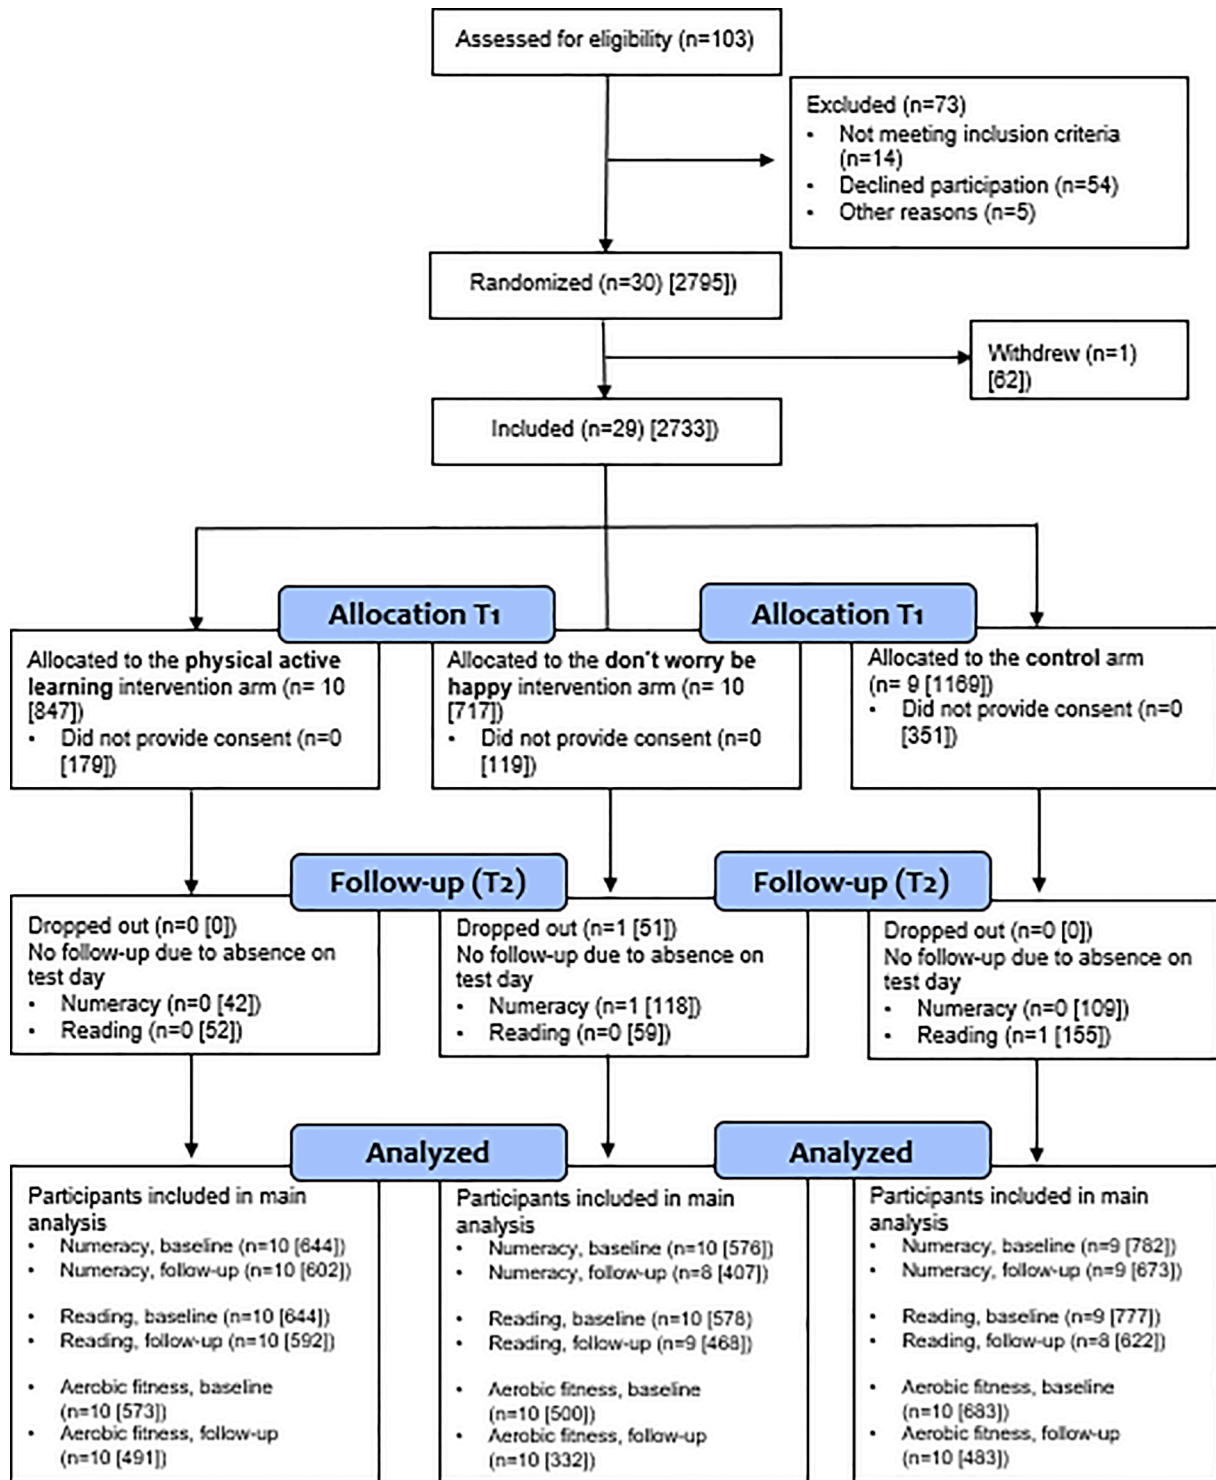 Assessed for eligibility (n=103)
Excluded (n=73)
• Not meeting inclusion criteria
(n=14)
• Declined participation (n=54)
• Other reasons (n=5)
Randomized (n=30) [2795])
Withdrew (n=1)
[62])
Included (n=29) [2733])
Allocation T1
Allocation T1
Allocated to the physical active
learning intervention arm (n= 10
[847])
• Did not provide consent (n=0
[179])
Allocated to the don't worry be
happy intervention arm (n= 10
[717])
• Did not provide consent (n=0
[119])
Allocated to the control arm
(n= 9 [1169])
• Did not provide consent (n=0
[351])
Follow-up (T2)
Follow-up (T2)
Dropped out (n=0 [0])
No follow-up due to absence on
test day
• Numeracy (n=0 [42])
• Reading (n=0 [52])
Dropped out (n=1 [51])
No follow-up due to absence on
test day
• Numeracy (n=1 [118])
• Reading (n=0 [59])
Dropped out (n=0 [0])
No follow-up due to absence on
test day
• Numeracy (n=0 [109])
• Reading (n=1 [155])
Analyzed
Analyzed
Participants included in main
analysis
• Numeracy, baseline (n=10 [644])
• Numeracy, follow-up (n=10 [602])
• Reading, baseline (n=10 [644])
• Reading, follow-up (n=10 [592])
• Aerobic fitness, baseline
(n=10 [573])
• Aerobic fitness, follow-up
(n=10 [491])
Participants included in main
analysis
• Numeracy, baseline (n=10 [576])
• Numeracy, follow-up (n=8 [407])
• Reading, baseline (n=10 [578)
• Reading, follow-up (n=9 [468])
• Aerobic fitness, baseline
(n=10 [500])
• Aerobic fitness, follow-up
(n=10 [332])
Participants included in main
analysis
• Numeracy, baseline (n=9 [782])
• Numeracy, follow-up (n=9 [673])
• Reading, baseline (n=9 [777])
• Reading, follow-up (n=8 [622])
• Aerobic fitness, baseline
(n=10 [683])
• Aerobic fitness, follow-up
(n=10 [483])